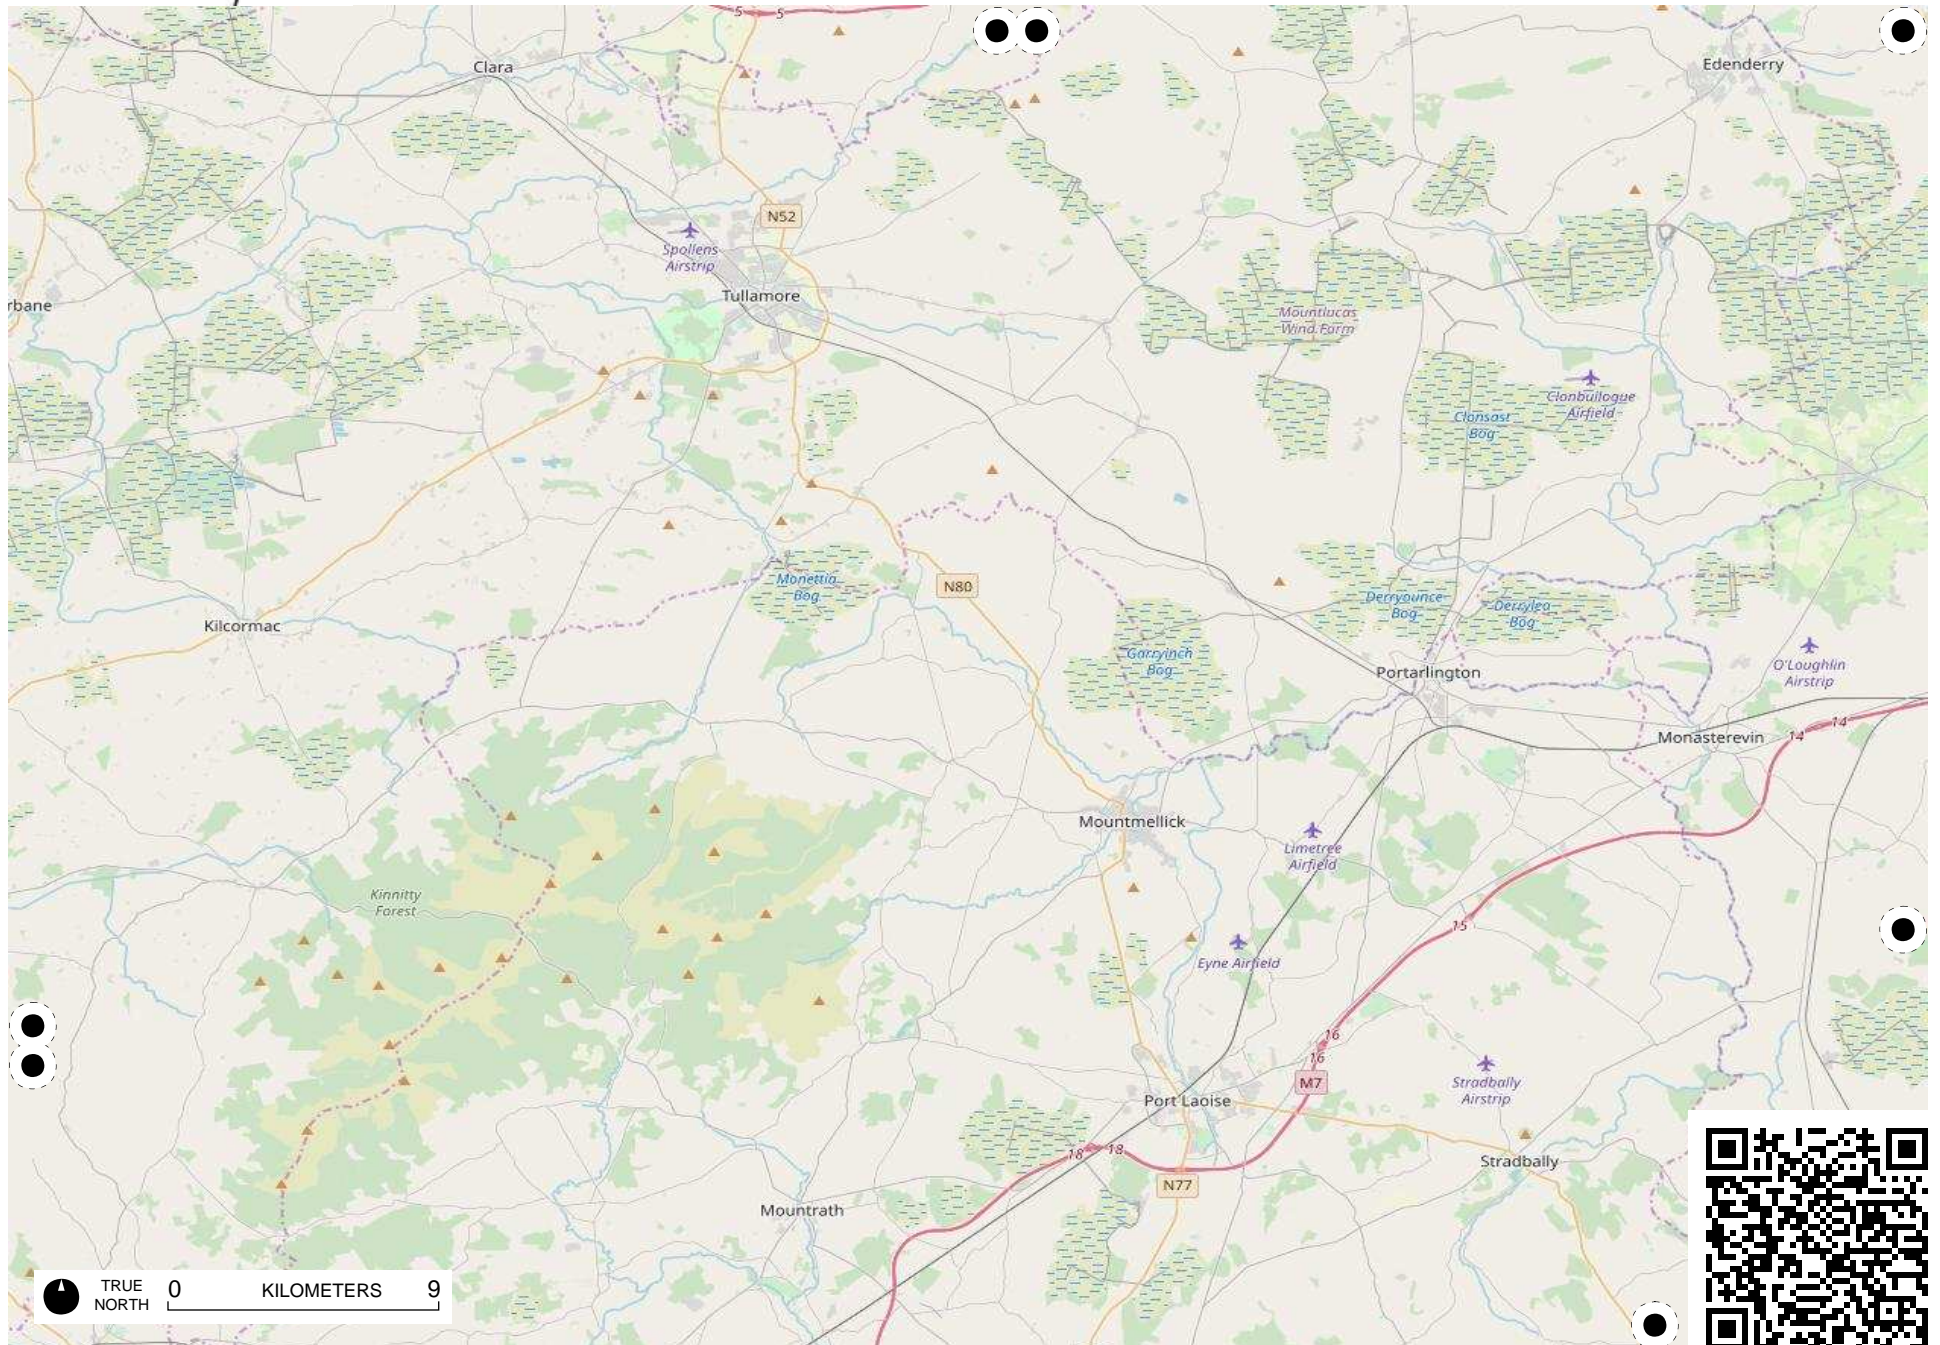 5
5
Clara
Edenderry
N52
Spollens
Airstrip
Tullamore
rbane
Mountlucas
Wind Farm
Clonbullogue
Airfield
Clonsast
Bog
Monettia
Bog
N80
Derryounce
Bog
Derrylea
Bog
Kilcormac
Garryinch
Bog
Portarlington
O'Loughlin
Airstrip
14
14
Monasterevin
Mountmellick
Limetree
Airfield
Kinnitty
Forest
15
Eyne Airfield
16
16
M7
Stradbally
Airstrip
Port Laoise
18
18
Stradbally
N77
Mountrath
TRUE
NORTH
0
KILOMETERS
9